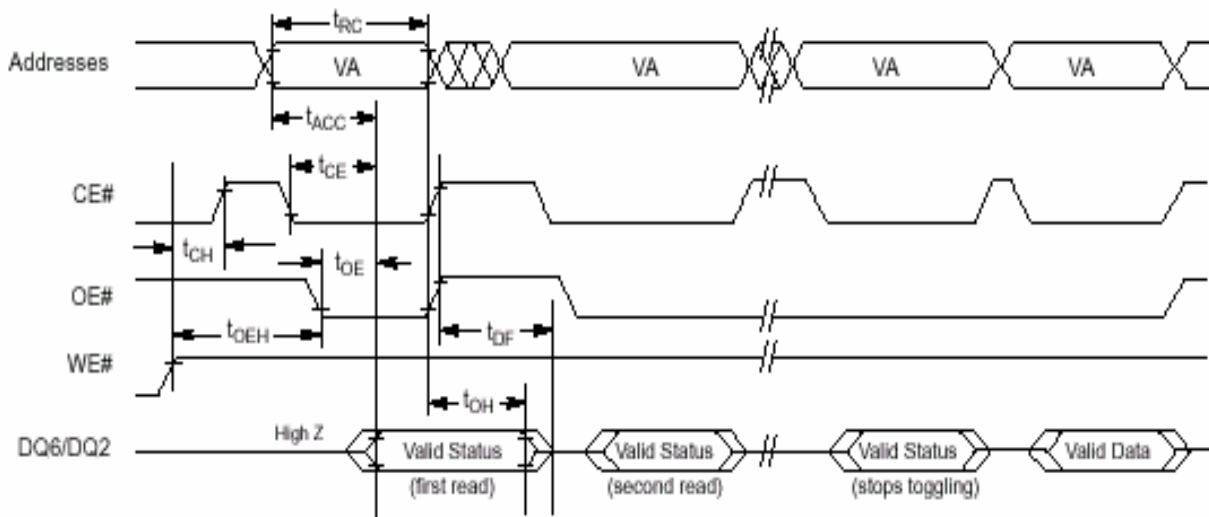 tRC
Addresses VA VA VA VA
tACC
tCE
CE#
tCH
tOE
OE#
tOEH tDF
WE#
tOH
DQ6/DQ2 High Z Valid Status Valid Status Valid Status Valid Data
(first read) (second read) (stops toggling)